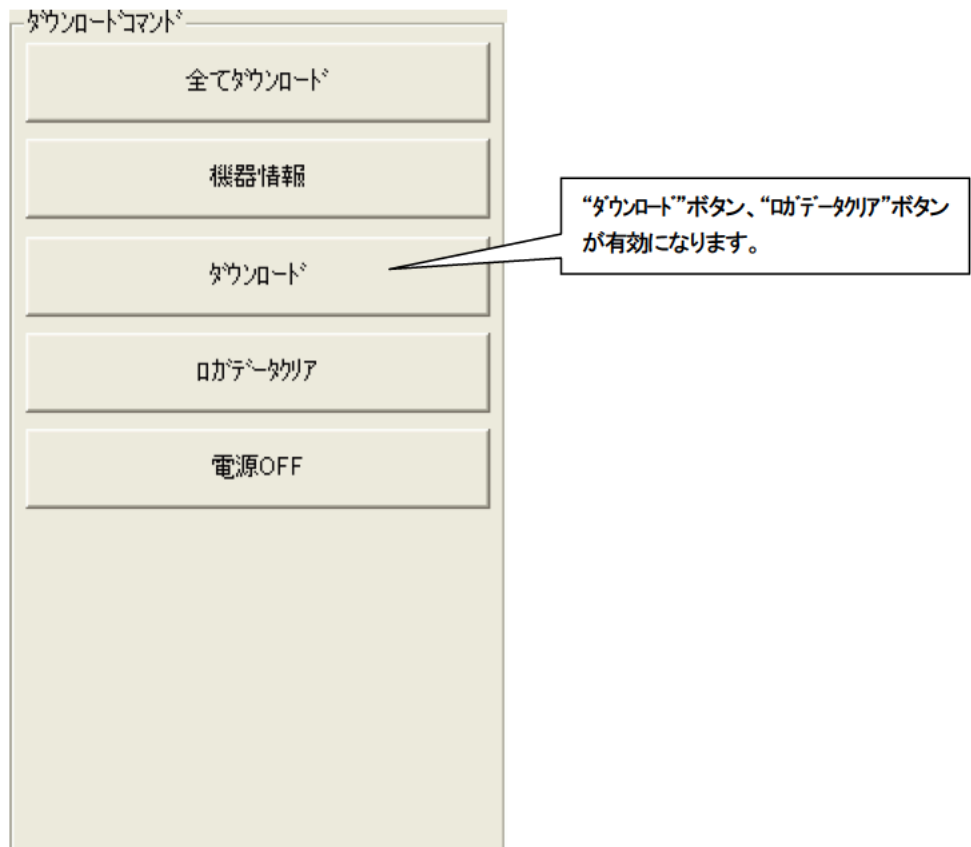 ﾀﾞｳﾝﾛｰﾄﾞｺﾏﾝﾄﾞ
全てﾀﾞｳﾝﾛｰﾄﾞ
機器情報
ﾀﾞｳﾝﾛｰﾄﾞ
ﾛｶﾞﾃﾞｰﾀｸﾘｱ
電源OFF
“ﾀﾞｳﾝﾛｰﾄﾞ”ボタン、“ﾛｶﾞﾃﾞｰﾀｸﾘｱ”ボタン
が有効になります。